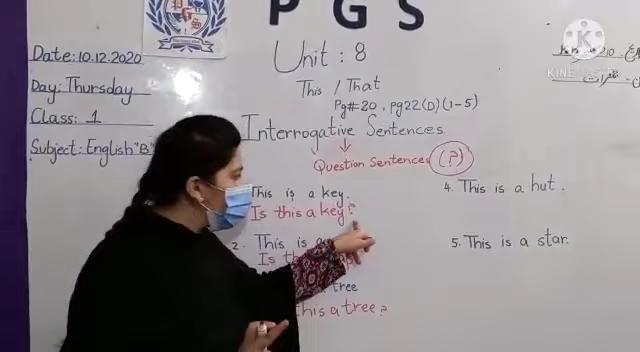 P G S
Date: 10.12.2020
Day: Thursday
Class: 1
Subject: English "B"
Unit : 8
This / That
Pg# 20, pg22 (D) (1-5)
Interrogative Sentences
Question Sentences (?)
This is a key.
Is this a key?
2. This is a
Is
tree
this a tree?
4. This is a hut.
5. This is a star.
KINE